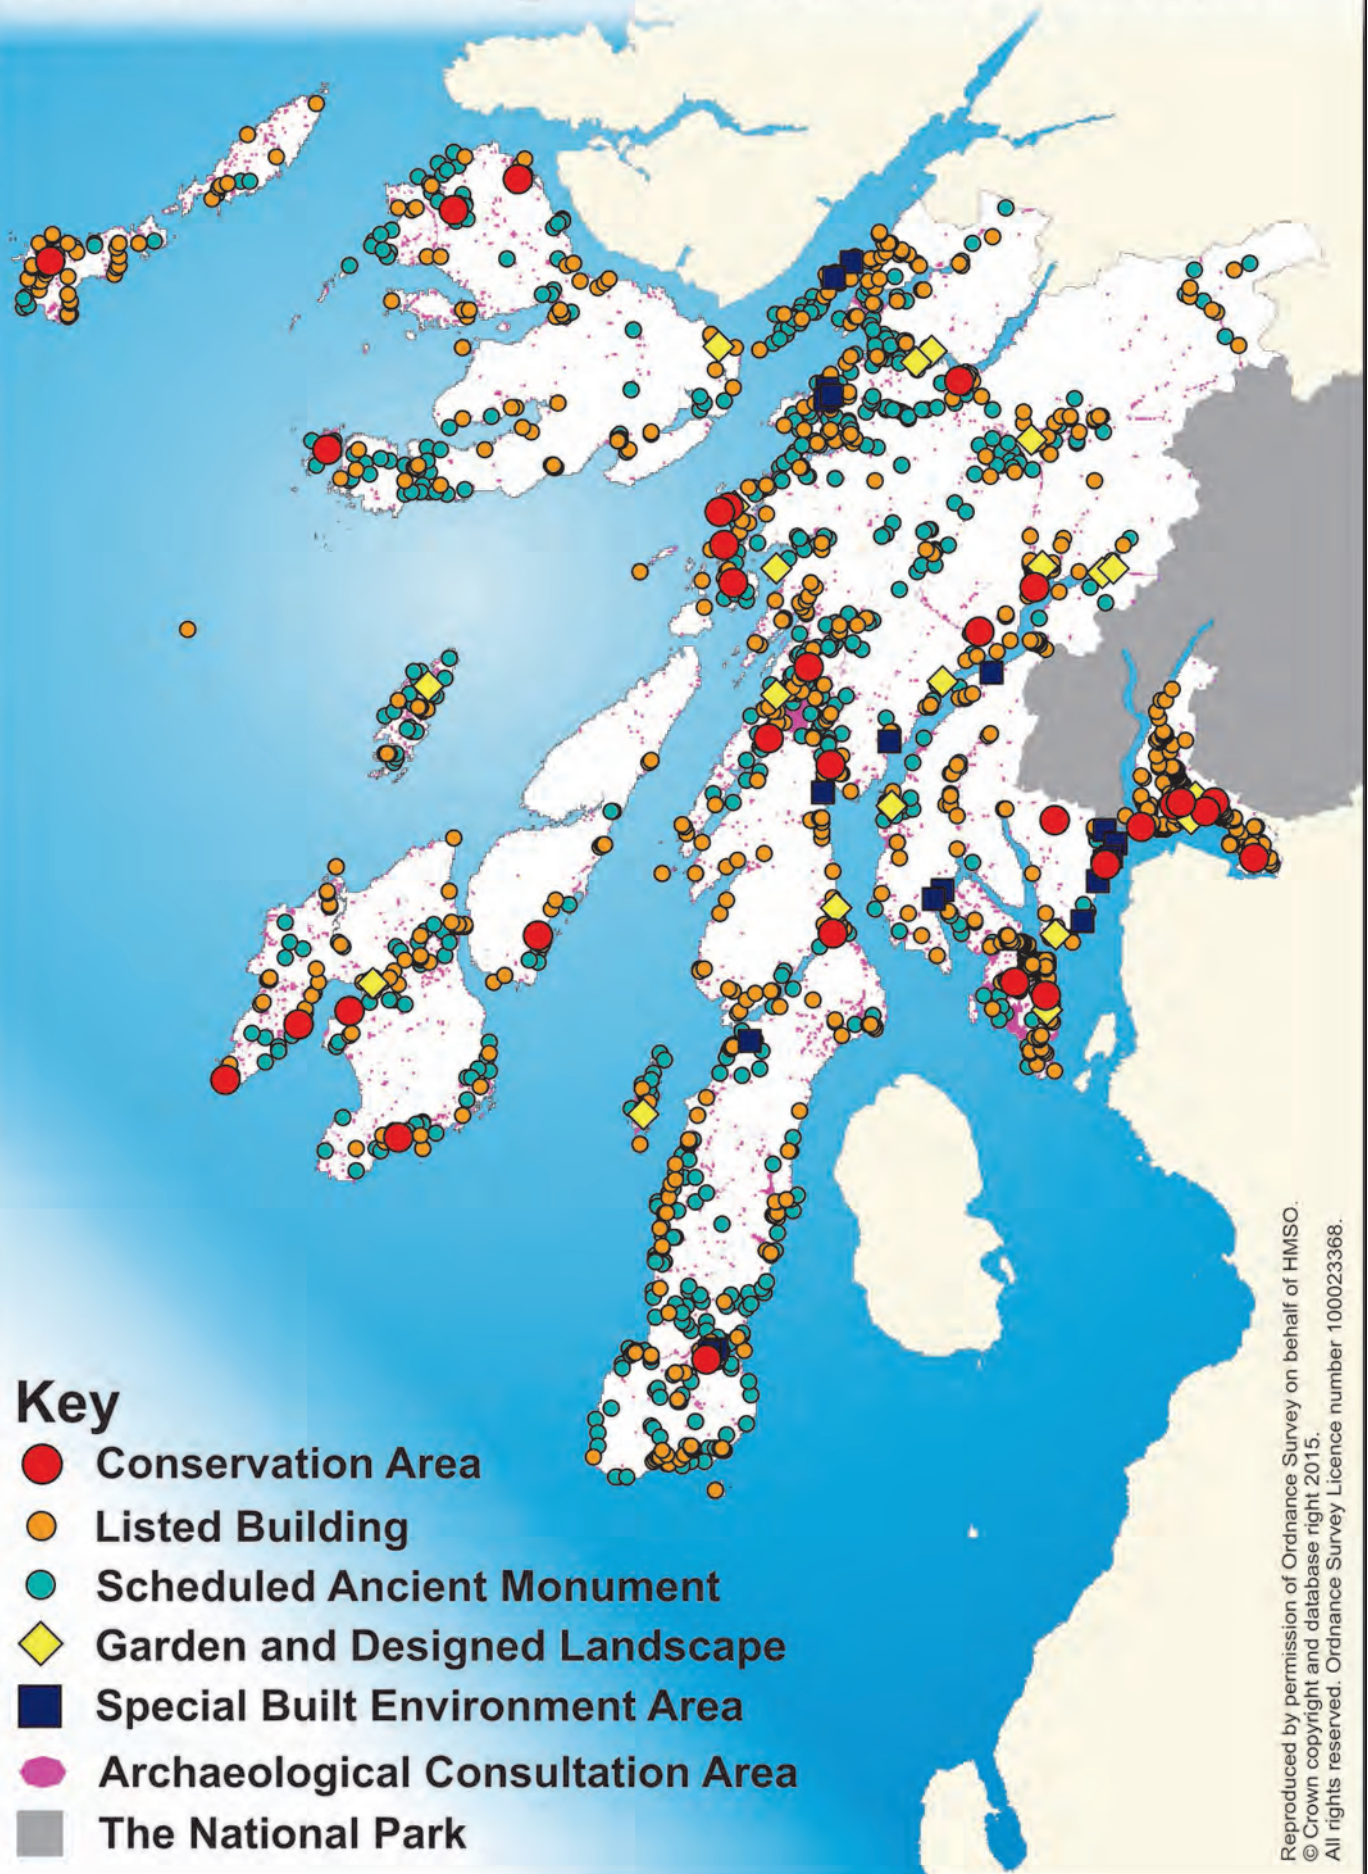 Key
Conservation Area
Listed Building
Scheduled Ancient Monument
Garden and Designed Landscape
Special Built Environment Area
Archaeological Consultation Area
The National Park
Reproduced by permission of Ordnance Survey on behalf of HMSO.
© Crown copyright and database right 2015.
All rights reserved. Ordnance Survey Licence number 100023368.